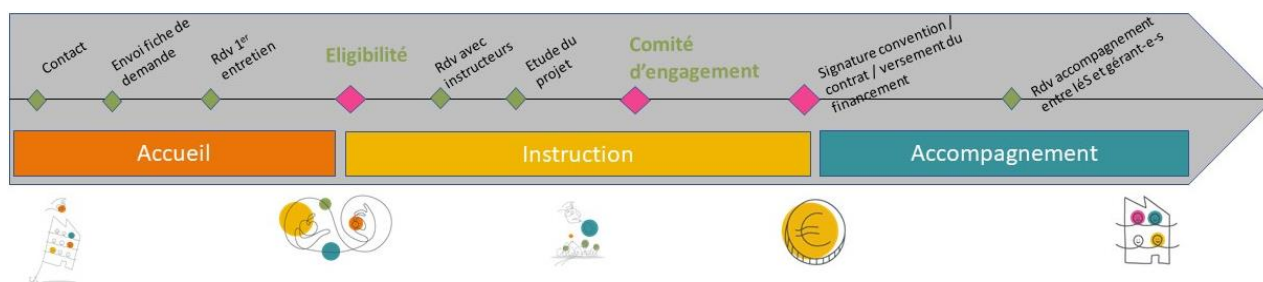 Contact
Envoi fiche de
demande
Rdv 1er
entretien
Eligibilité
Rdv avec
instructeurs
Etude du
projet
Comité
d'engagement
Signature convention /
contrat / versement du
financement
Rdv accompagnement
entre IéS et gérant-e-s
Accueil
Instruction
Accompagnement
€